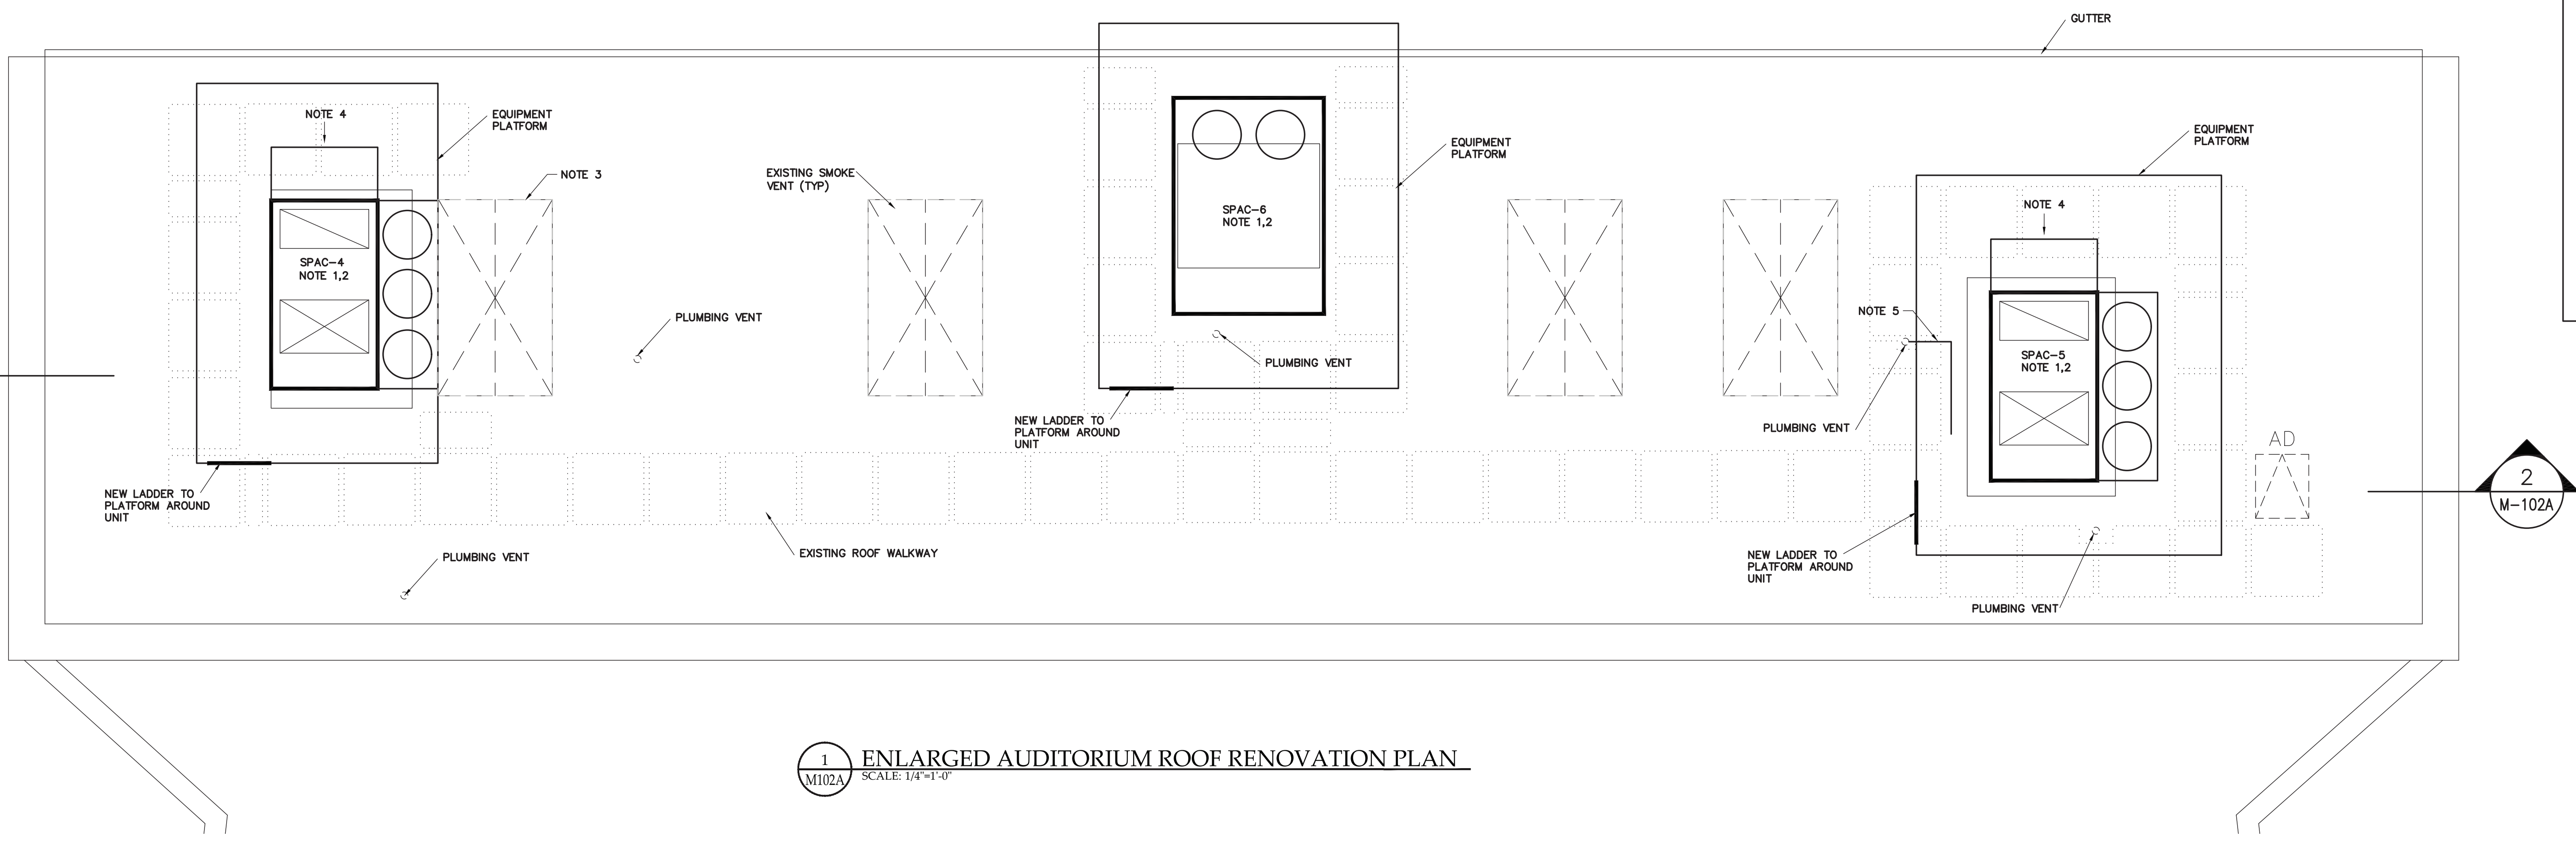 GUTTER
NOTE 4
EQUIPMENT
PLATFORM
NOTE 3
SPAC-4
NOTE 1,2
EXISTING SMOKE
VENT (TYP)
PLUMBING VENT
NEW LADDER TO
PLATFORM AROUND
UNIT
PLUMBING VENT
EXISTING ROOF WALKWAY
EQUIPMENT
PLATFORM
SPAC-6
NOTE 1,2
PLUMBING VENT
NEW LADDER TO
PLATFORM AROUND
UNIT
EQUIPMENT
PLATFORM
NOTE 4
NOTE 5
SPAC-5
NOTE 1,2
PLUMBING VENT
AD
NEW LADDER TO
PLATFORM AROUND
UNIT
PLUMBING VENT
2
M-102A
1
M102A
ENLARGED AUDITORIUM ROOF RENOVATION PLAN
SCALE: 1/4"=1'-0"